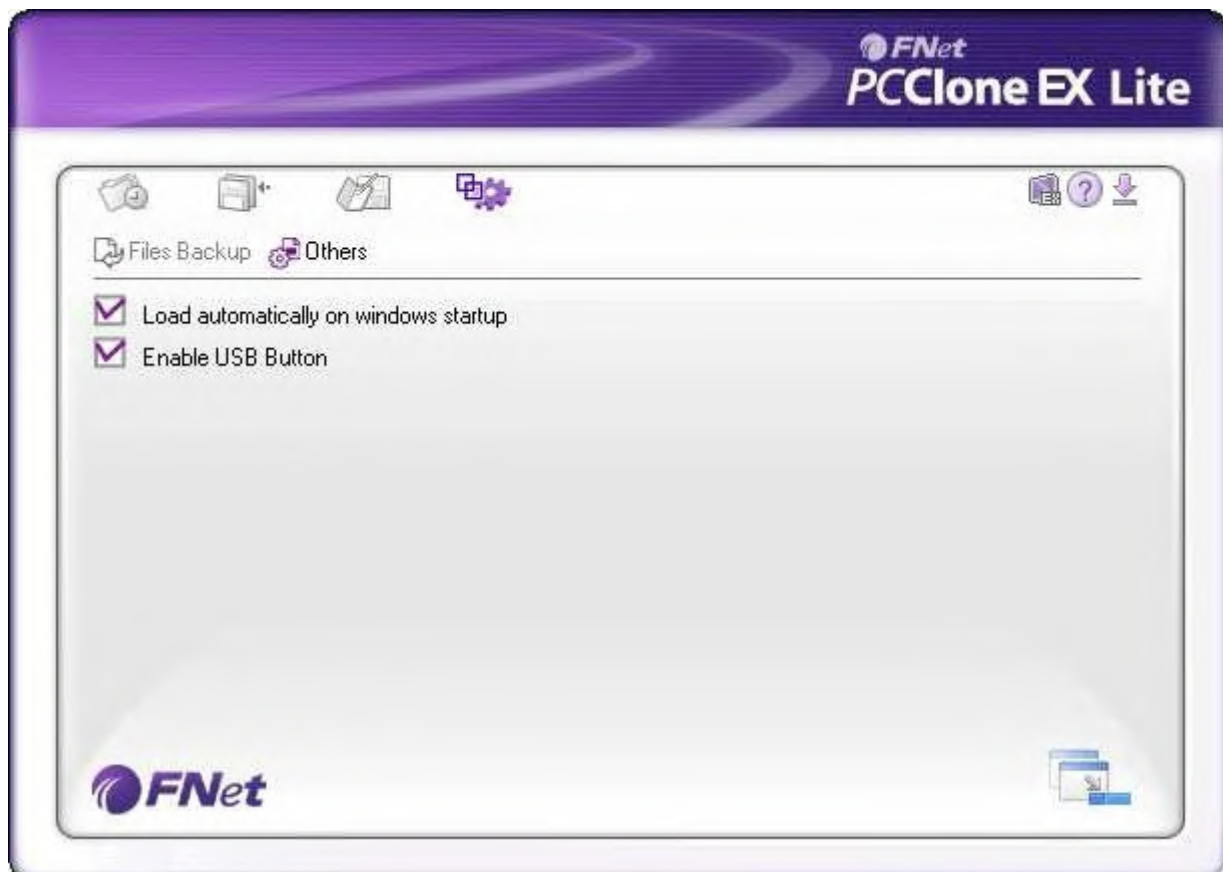 FNet
PCClone EX Lite
?
Files Backup Others
Load automatically on windows startup
Enable USB Button
FNet